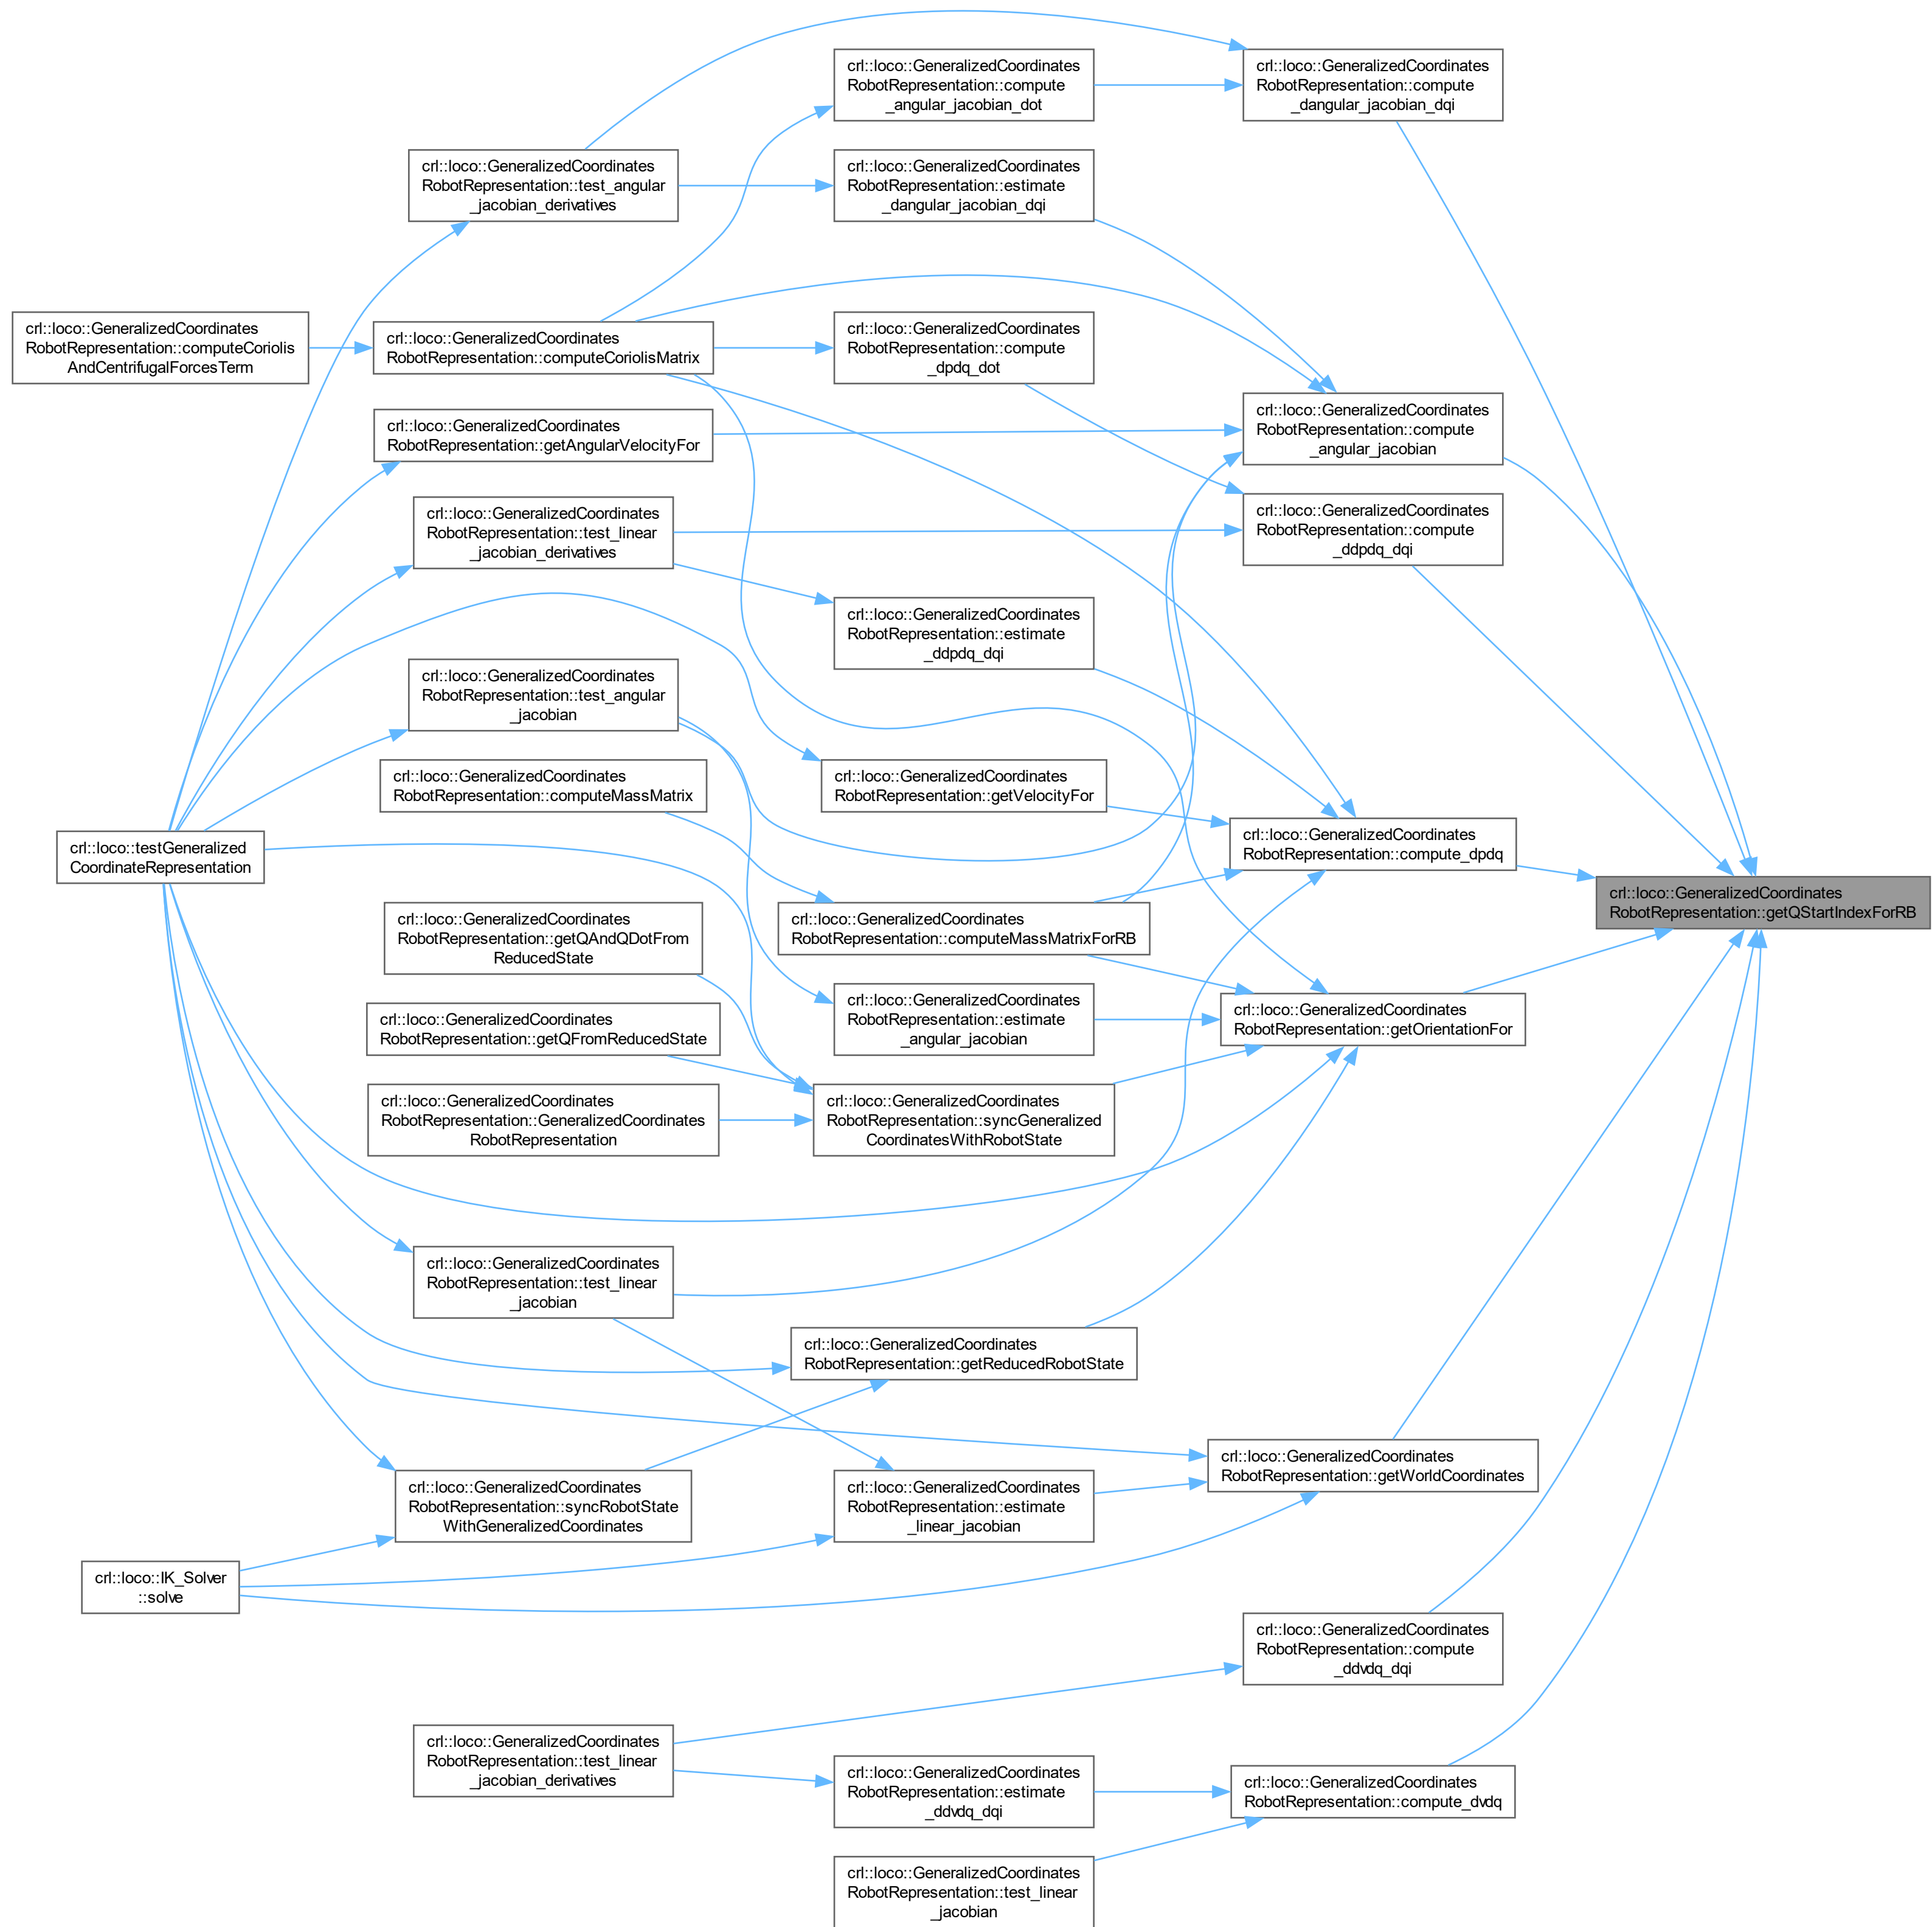 crl::loco::GeneralizedCoordinates
RobotRepresentation::computeCoriolis
AndCentrifugalForcesTerm
crl::loco::testGeneralized
CoordinateRepresentation
crl::loco::IK_Solver
::solve
crl::loco::GeneralizedCoordinates
RobotRepresentation::test_angular
_jacobian_derivatives
crl::loco::GeneralizedCoordinates
RobotRepresentation::computeCoriolisMatrix
crl::loco::GeneralizedCoordinates
RobotRepresentation::getAngularVelocityFor
crl::loco::GeneralizedCoordinates
RobotRepresentation::test_linear
_jacobian_derivatives
crl::loco::GeneralizedCoordinates
RobotRepresentation::test_angular
_jacobian
crl::loco::GeneralizedCoordinates
RobotRepresentation::computeMassMatrix
crl::loco::GeneralizedCoordinates
RobotRepresentation::getQAndQDotFrom
ReducedState
crl::loco::GeneralizedCoordinates
RobotRepresentation::getQFromReducedState
crl::loco::GeneralizedCoordinates
RobotRepresentation::GeneralizedCoordinates
RobotRepresentation
crl::loco::GeneralizedCoordinates
RobotRepresentation::test_linear
_jacobian
crl::loco::GeneralizedCoordinates
RobotRepresentation::syncRobotState
WithGeneralizedCoordinates
crl::loco::GeneralizedCoordinates
RobotRepresentation::test_linear
_jacobian_derivatives
crl::loco::GeneralizedCoordinates
RobotRepresentation::compute
_angular_jacobian_dot
crl::loco::GeneralizedCoordinates
RobotRepresentation::estimate
_dangular_jacobian_dqi
crl::loco::GeneralizedCoordinates
RobotRepresentation::compute
_dpdq_dot
crl::loco::GeneralizedCoordinates
RobotRepresentation::estimate
_ddpdq_dqi
crl::loco::GeneralizedCoordinates
RobotRepresentation::getVelocityFor
crl::loco::GeneralizedCoordinates
RobotRepresentation::computeMassMatrixForRB
crl::loco::GeneralizedCoordinates
RobotRepresentation::estimate
_angular_jacobian
crl::loco::GeneralizedCoordinates
RobotRepresentation::syncGeneralized
CoordinatesWithRobotState
crl::loco::GeneralizedCoordinates
RobotRepresentation::getReducedRobotState
crl::loco::GeneralizedCoordinates
RobotRepresentation::estimate
_linear_jacobian
crl::loco::GeneralizedCoordinates
RobotRepresentation::estimate
_ddvdq_dqi
crl::loco::GeneralizedCoordinates
RobotRepresentation::test_linear
_jacobian
crl::loco::GeneralizedCoordinates
RobotRepresentation::compute
_dangular_jacobian_dqi
crl::loco::GeneralizedCoordinates
RobotRepresentation::compute
_angular_jacobian
crl::loco::GeneralizedCoordinates
RobotRepresentation::compute
_ddpdq_dqi
crl::loco::GeneralizedCoordinates
RobotRepresentation::compute_dpdq
crl::loco::GeneralizedCoordinates
RobotRepresentation::getOrientationFor
crl::loco::GeneralizedCoordinates
RobotRepresentation::getWorldCoordinates
crl::loco::GeneralizedCoordinates
RobotRepresentation::compute
_ddvdq_dqi
crl::loco::GeneralizedCoordinates
RobotRepresentation::compute_dvdq
crl::loco::GeneralizedCoordinates
RobotRepresentation::getQStartIndexForRB